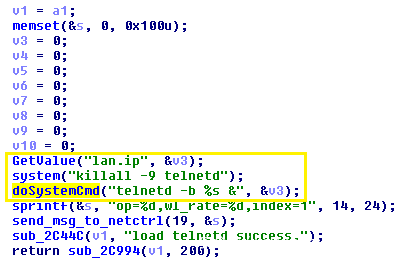 v1 = a1;
memset(&s, 0, 0x100u);
v3 = 0;
v4 = 0;
v5 = 0;
v6 = 0;
v7 = 0;
v8 = 0;
v9 = 0;
v10 = 0;
GetValue("lan.ip", &v3);
system("killall -9 telnetd");
doSystemCmd("telnetd -b %s &", &v3);
sprintf(&s, "op=%d,wl_rate=%d,index=1", 14, 24);
send_msg_to_netctrl(19, &s);
sub_2C44C(v1, "load telnetd success.");
return sub_2C994(v1, 200);